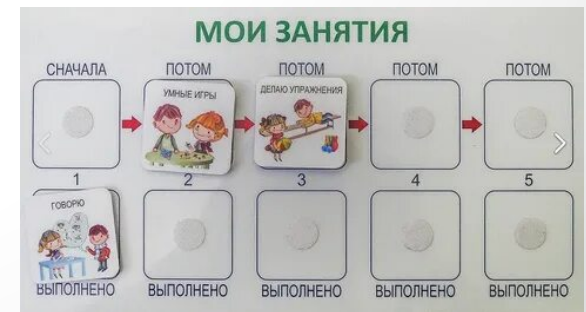 МОИ ЗАНЯТИЯ
СНАЧАЛА ПОТОМ ПОТОМ ПОТОМ ПОТОМ
УМНЫЕ ИГРЫ ДЕЛАЮ УПРАЖНЕНИЯ
1 2 3 4 5
ГОВОРЮ
ВЫПОЛНЕНО ВЫПОЛНЕНО ВЫПОЛНЕНО ВЫПОЛНЕНО ВЫПОЛНЕНО